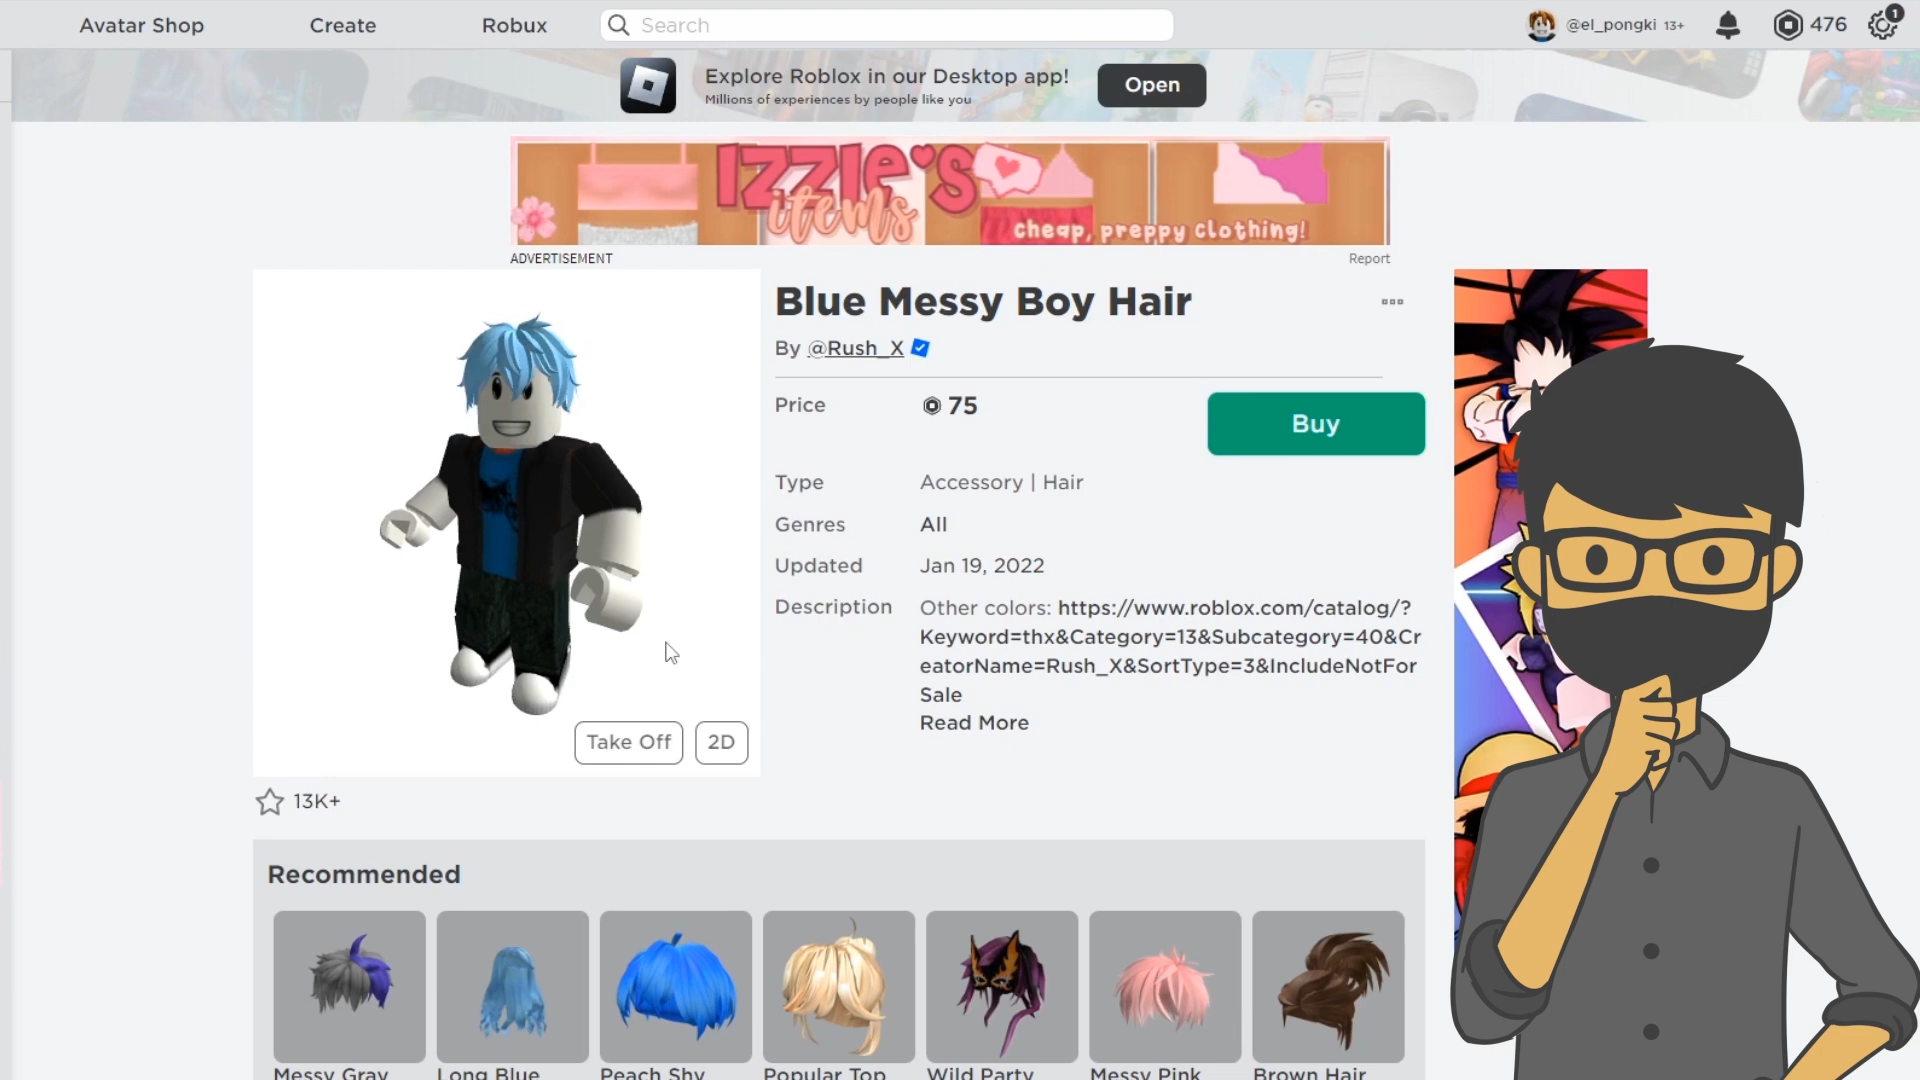 Avatar Shop
Create
Robux
Search
@el_pongki 13+
476
1
Explore Roblox in our Desktop app!
Millions of experiences by people like you
Open
IZZIE'S
items
cheap, preppy clothing!
ADVERTISEMENT
Report
Blue Messy Boy Hair
By @Rush_X
Price
75
Buy
Type
Accessory | Hair
Genres
All
Updated
Jan 19, 2022
Description
Other colors: https://www.roblox.com/catalog/?
Keyword=thx&Category=13&Subcategory=40&Cr
eatorName=Rush_X&SortType=3&IncludeNotFor
Sale
Read More
Take Off
2D
13K+
Recommended
Messy Gray
Long Blue
Peach Shy
Popular Top
Wild Party
Messy Pink
Brown Hair